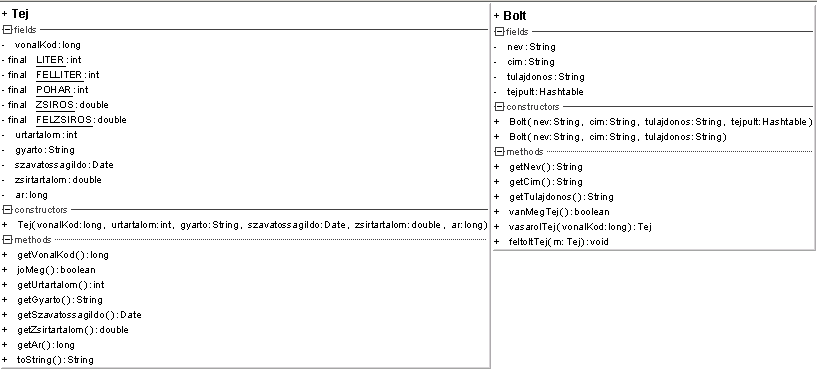 + Tej
fields
- vonalKod:long
- final LITER:int
- final FELLITER:int
- final POHAR:int
- final ZSIROS:double
- final FELZSIROS:double
- urtartalom:int
- gyarto:String
- szavatossagiIdo:Date
- zsirtartalom:double
- ar:long
constructors
+ Tej(vonalKod:long, urtartalom:int, gyarto:String, szavatossagiIdo:Date, zsirtartalom:double, ar:long)
methods
+ getVonalKod():long
+ joMeg():boolean
+ getUrtartalom():int
+ getGyarto():String
+ getSzavatossagiIdo():Date
+ getZsirtartalom():double
+ getAr():long
+ toString():String
+ Bolt
fields
- nev:String
- cim:String
- tulajdonos:String
- tejpult:Hashtable
constructors
+ Bolt(nev:String, cim:String, tulajdonos:String, tejpult:Hashtable)
+ Bolt(nev:String, cim:String, tulajdonos:String)
methods
+ getNev():String
+ getCim():String
+ getTulajdonos():String
+ vanMegTej():boolean
+ vasarolTej(vonalKod:long):Tej
+ feltoltTej(m: Tej):void